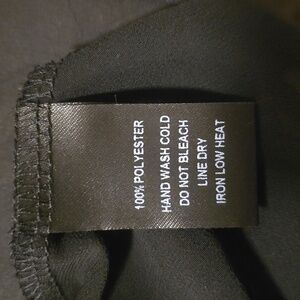 100% POLYESTER
HAND WASH COLD
DO NOT BLEACH
LINE DRY
IRON LOW HEAT